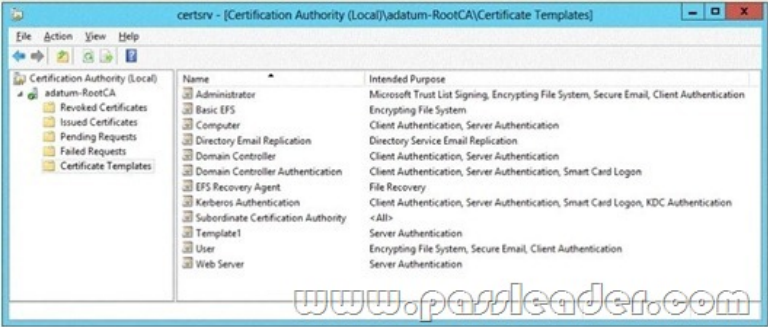 certsrv - [Certification Authority (Local)\adatum-RootCA\Certificate Templates]
File Action View Help
Certification Authority (Local)
adatum-RootCA
Revoked Certificates
Issued Certificates
Pending Requests
Failed Requests
Certificate Templates
Name Intended Purpose
Administrator Microsoft Trust List Signing, Encrypting File System, Secure Email, Client Authentication
Basic EFS Encrypting File System
Computer Client Authentication, Server Authentication
Directory Email Replication Directory Service Email Replication
Domain Controller Client Authentication, Server Authentication
Domain Controller Authentication Client Authentication, Server Authentication, Smart Card Logon
EFS Recovery Agent File Recovery
Kerberos Authentication Client Authentication, Server Authentication, Smart Card Logon, KDC Authentication
Subordinate Certification Authority <All>
Template1 Server Authentication
User Encrypting File System, Secure Email, Client Authentication
Web Server Server Authentication
www.passleader.com